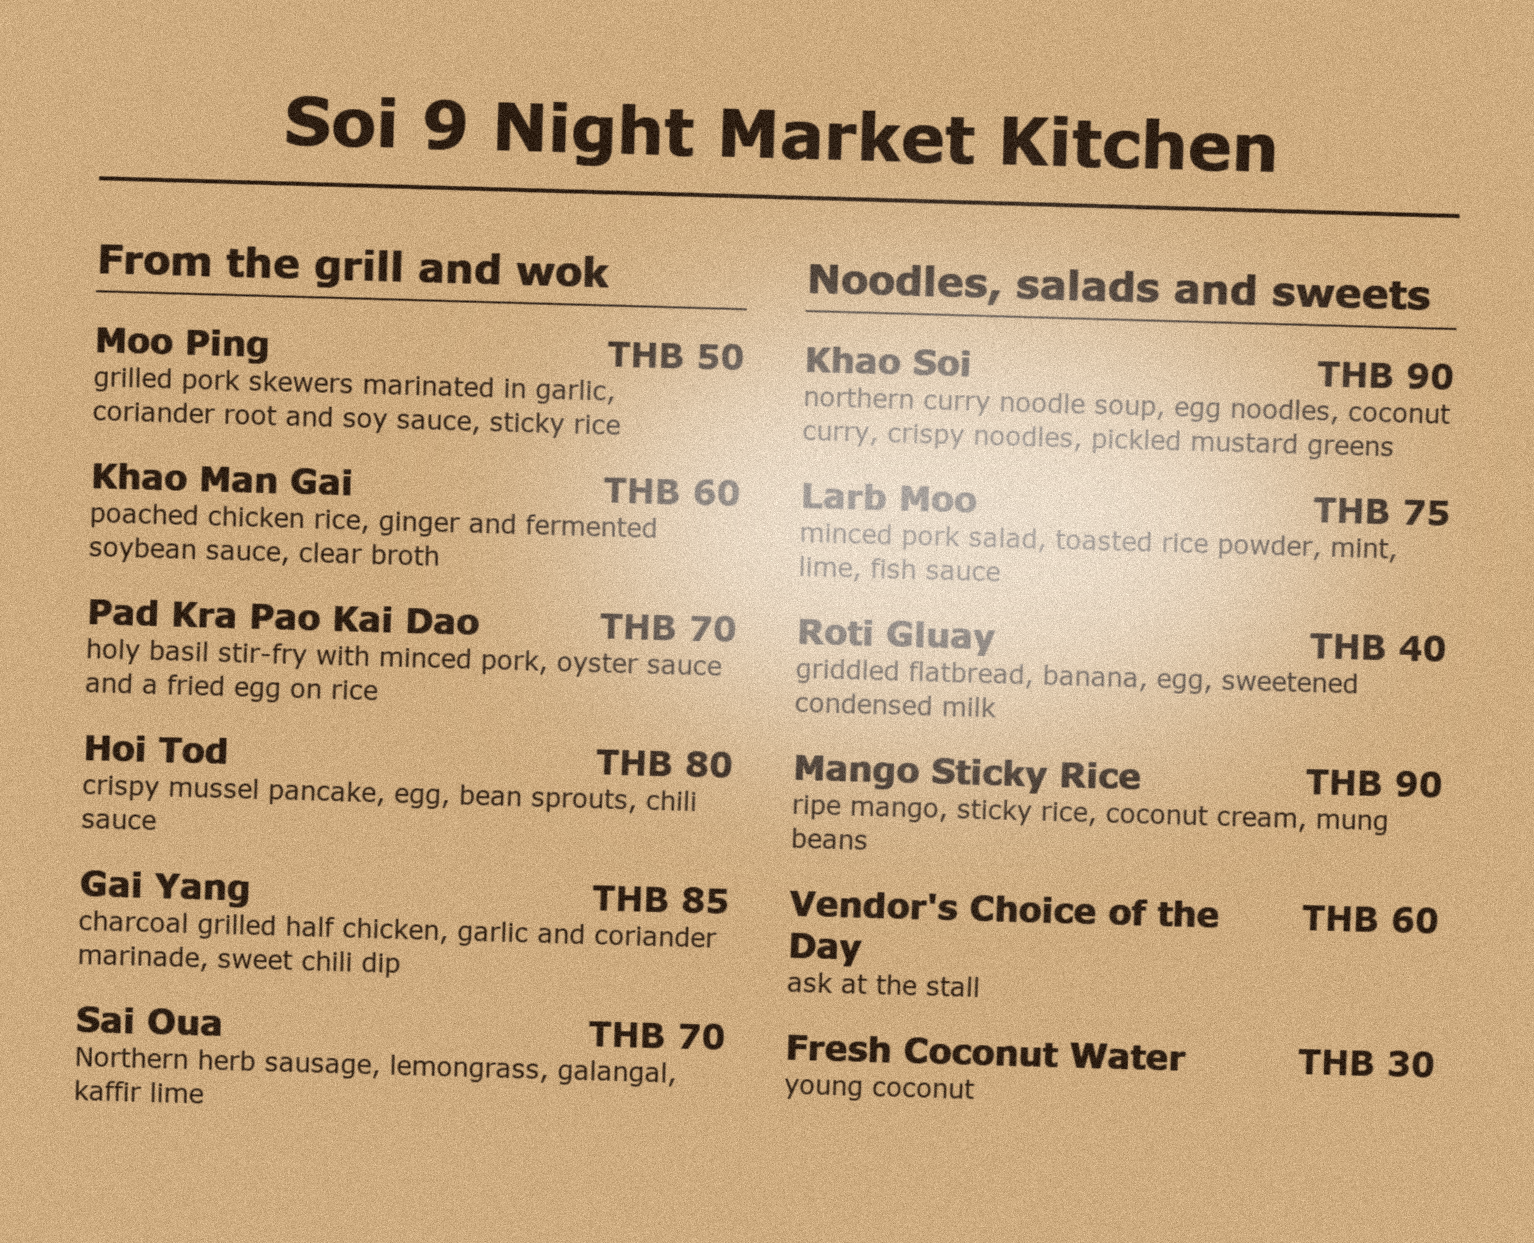 Soi 9 Night Market Kitchen
From the grill and wok
Moo Ping THB 50
grilled pork skewers marinated in garlic,
coriander root and soy sauce, sticky rice
Khao Man Gai THB 60
poached chicken rice, ginger and fermented
soybean sauce, clear broth
Pad Kra Pao Kai Dao THB 70
holy basil stir-fry with minced pork, oyster sauce
and a fried egg on rice
Hoi Tod THB 80
crispy mussel pancake, egg, bean sprouts, chili
sauce
Gai Yang THB 85
charcoal grilled half chicken, garlic and coriander
marinade, sweet chili dip
Sai Oua THB 70
Northern herb sausage, lemongrass, galangal,
kaffir lime
Noodles, salads and sweets
Khao Soi THB 90
northern curry noodle soup, egg noodles, coconut
curry, crispy noodles, pickled mustard greens
Larb Moo THB 75
minced pork salad, toasted rice powder, mint,
lime, fish sauce
Roti Gluay THB 40
griddled flatbread, banana, egg, sweetened
condensed milk
Mango Sticky Rice THB 90
ripe mango, sticky rice, coconut cream, mung
beans
Vendor's Choice of the THB 60
Day
ask at the stall
Fresh Coconut Water THB 30
young coconut